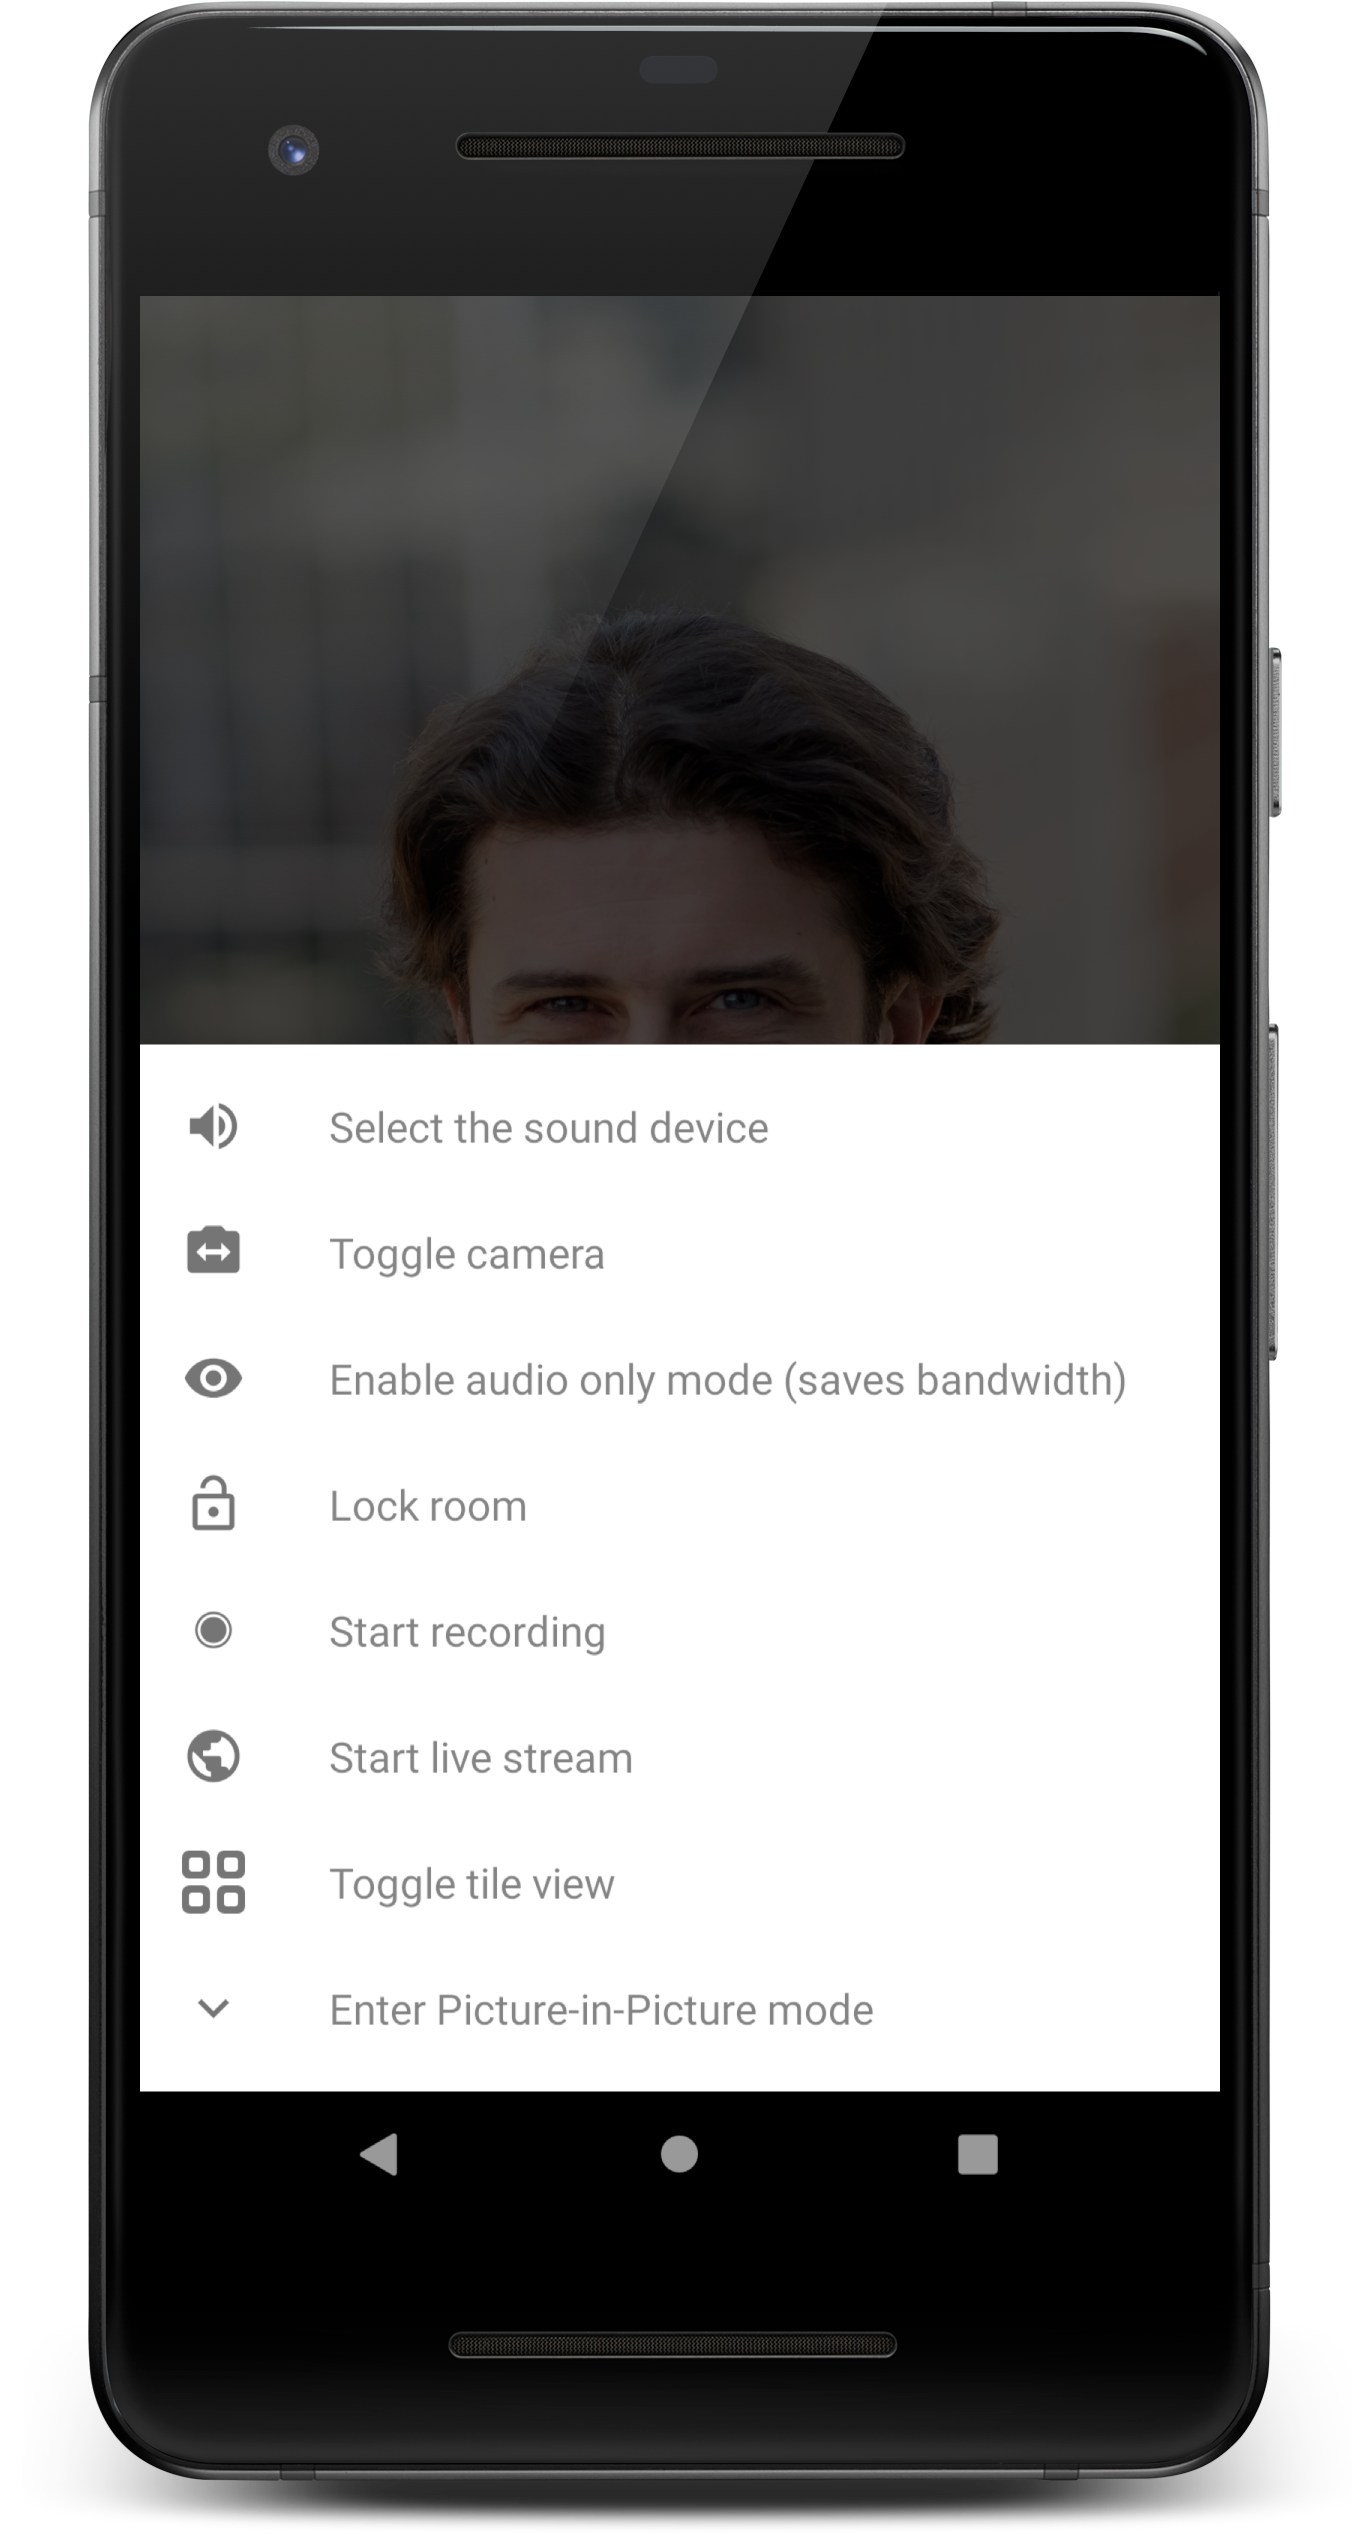 Select the sound device
Toggle camera
Enable audio only mode (saves bandwidth)
Lock room
Start recording
Start live stream
Toggle tile view
Enter Picture-in-Picture mode